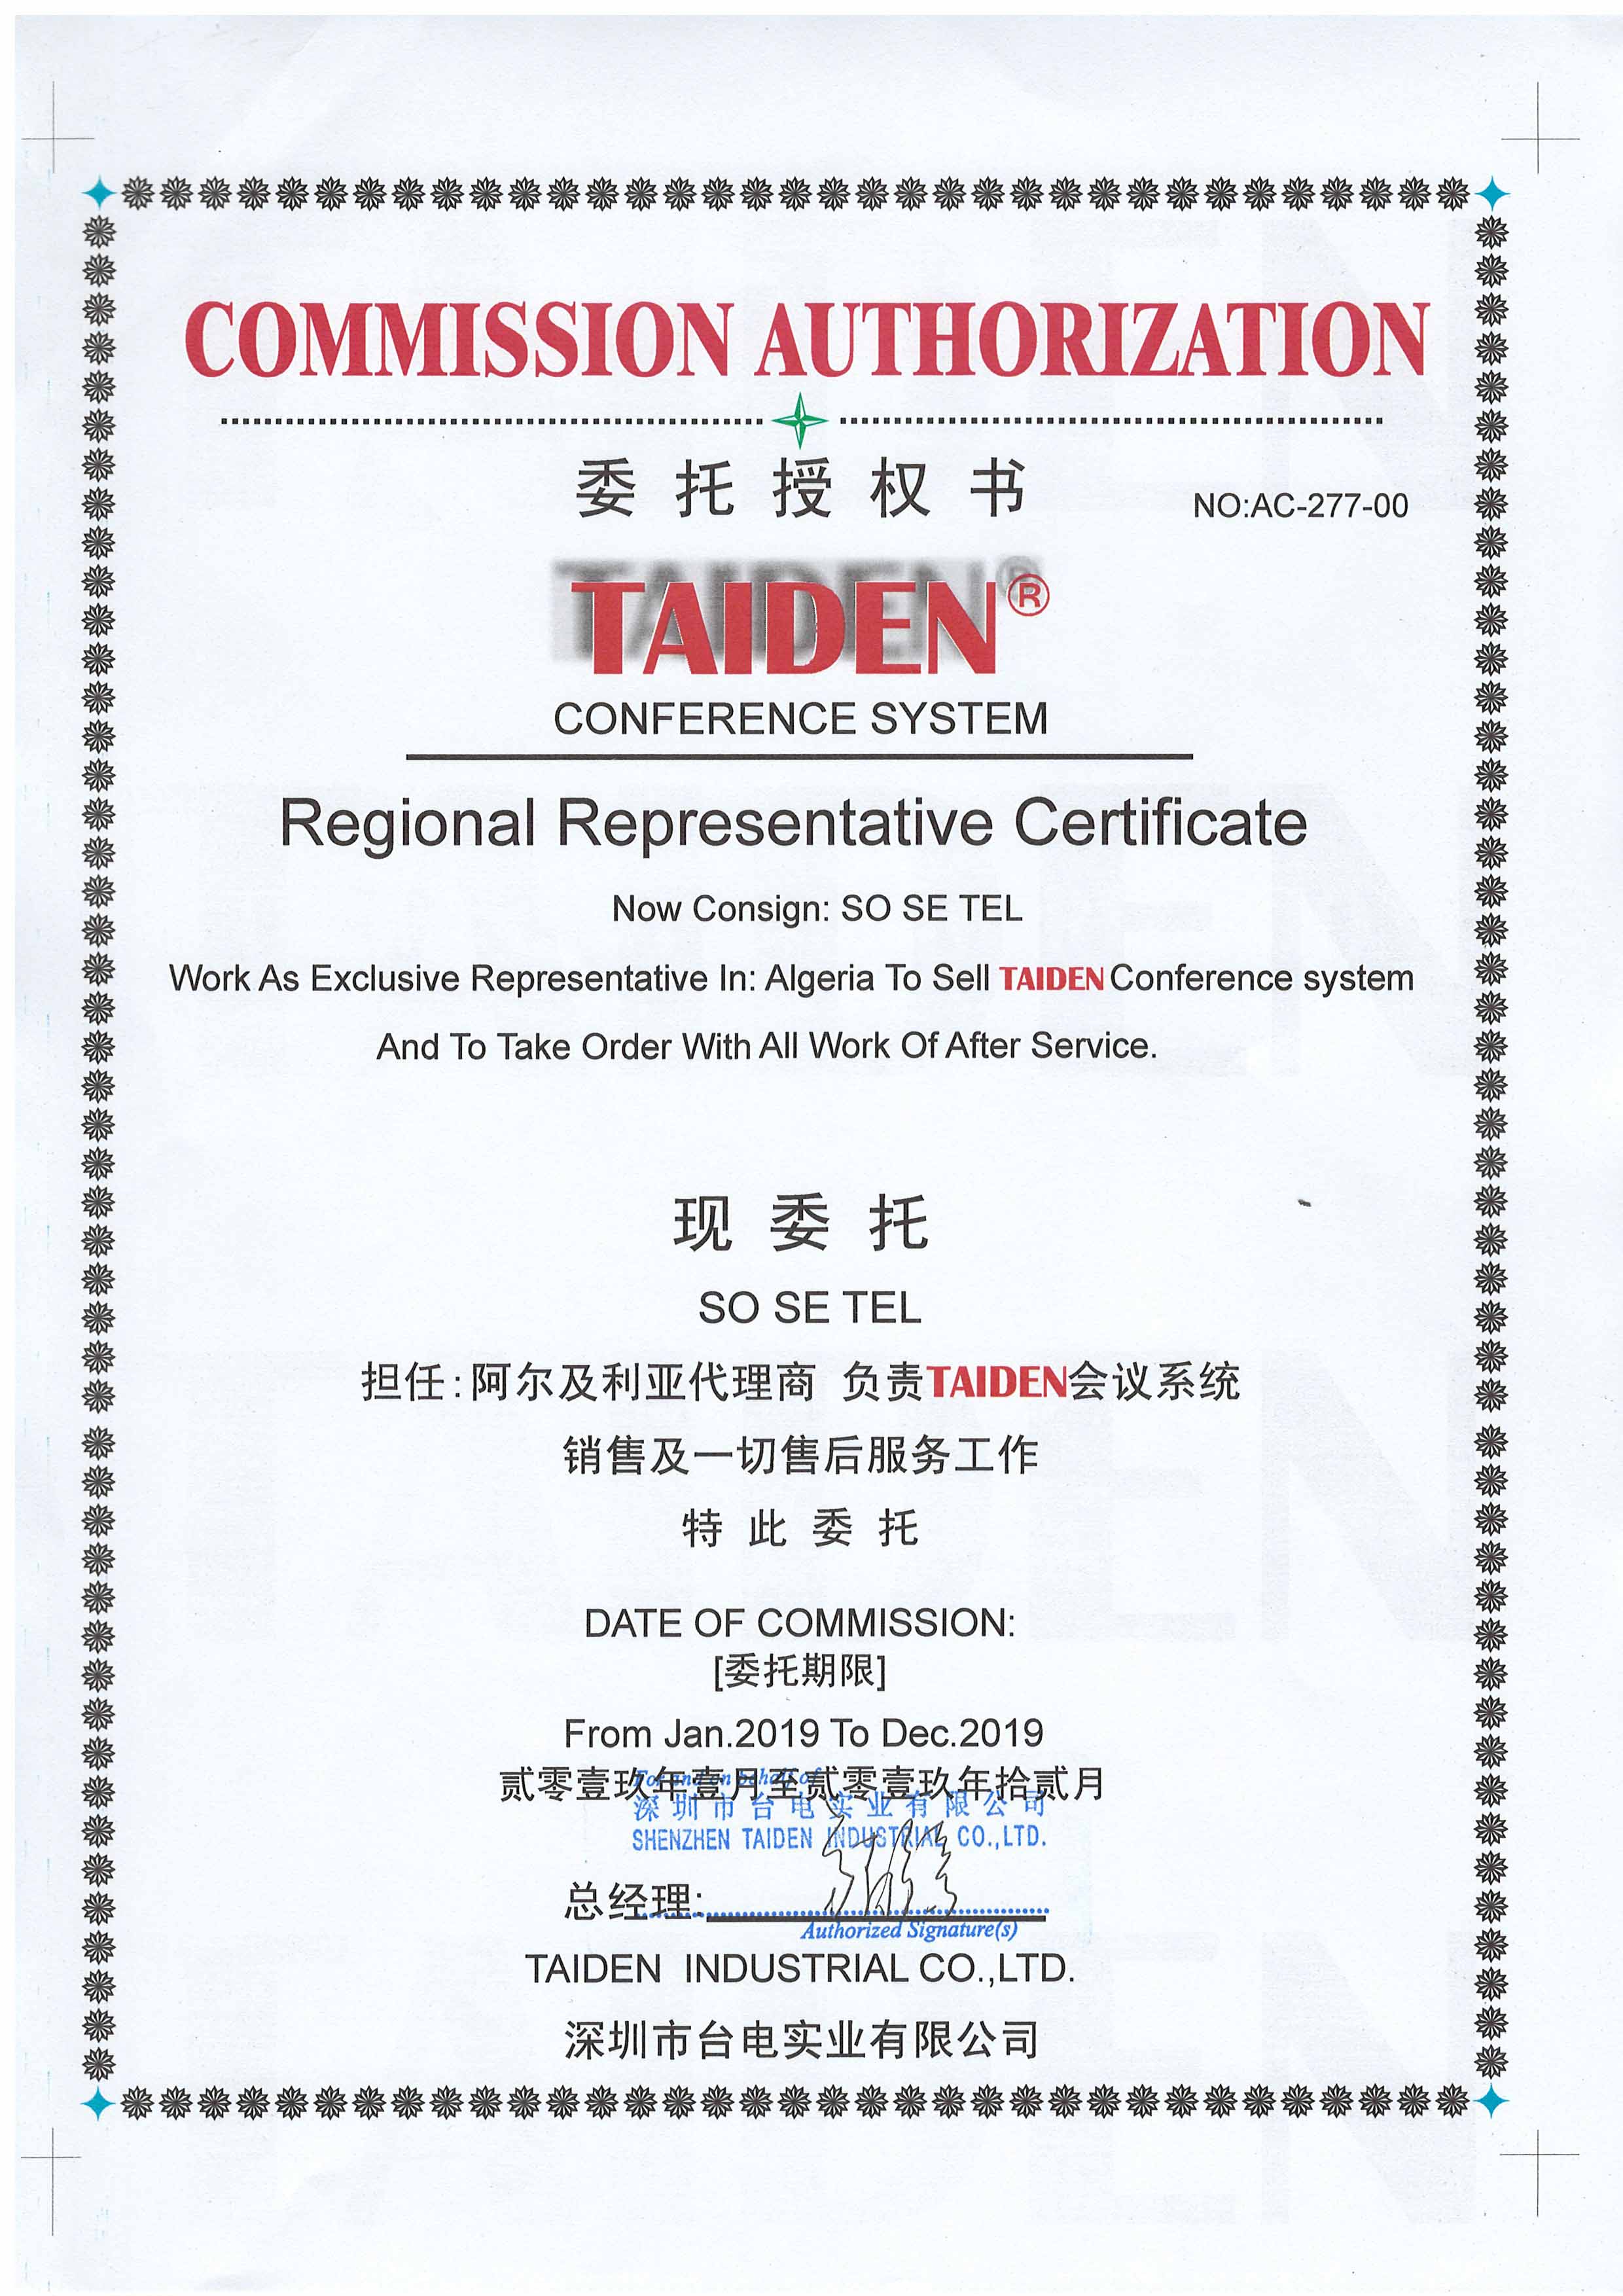 COMMISSION AUTHORIZATION
委托授权书
NO:AC-277-00
TAIDEN®
CONFERENCE SYSTEM
Regional Representative Certificate
Now Consign: SO SE TEL
Work As Exclusive Representative In: Algeria To Sell TAIDEN Conference system
And To Take Order With All Work Of After Service.
现委托
SO SE TEL
担任:阿尔及利亚代理商 负责TAIDEN会议系统
销售及一切售后服务工作
特此委托
DATE OF COMMISSION:
[委托期限]
From Jan.2019 To Dec.2019
贰零壹玖年壹月至贰零壹玖年拾贰月
For and on behalf of
深圳市台电实业有限公司
SHENZHEN TAIDEN INDUSTRIAL CO.,LTD.
总经理:
Authorized Signature(s)
TAIDEN INDUSTRIAL CO.,LTD.
深圳市台电实业有限公司